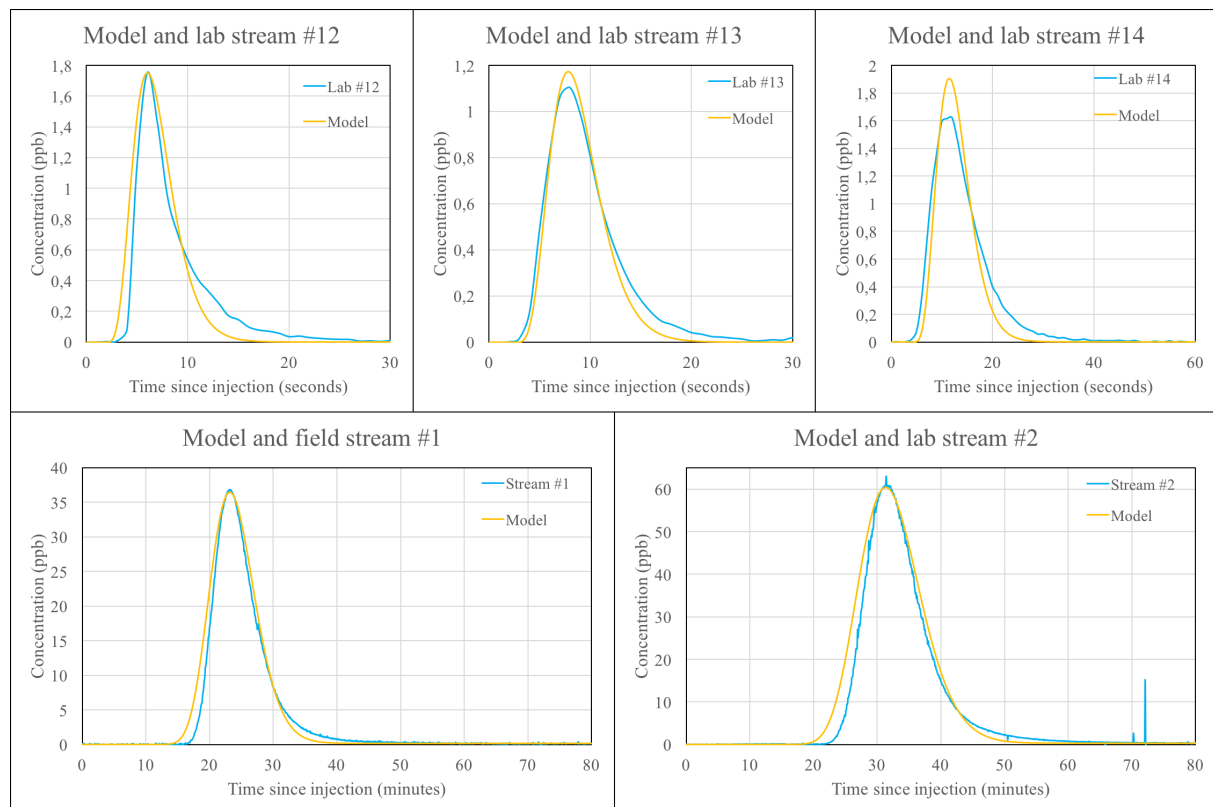 Model and lab stream #12
1,8
1,6
1,4
1,2
1
0,8
0,6
0,4
0,2
0
0 10 20 30
Concentration (ppb)
Time since injection (seconds)
Lab #12
Model
Model and lab stream #13
1,2
1
0,8
0,6
0,4
0,2
0
0 10 20 30
Concentration (ppb)
Time since injection (seconds)
Lab #13
Model
Model and lab stream #14
2
1,8
1,6
1,4
1,2
1
0,8
0,6
0,4
0,2
0
0 20 40 60
Concentration (ppb)
Time since injection (seconds)
Lab #14
Model
Model and field stream #1
40
35
30
25
20
15
10
5
0
0 10 20 30 40 50 60 70 80
Concentration (ppb)
Time since injection (minutes)
Stream #1
Model
Model and lab stream #2
60
50
40
30
20
10
0
0 10 20 30 40 50 60 70 80
Concentration (ppb)
Time since injection (minutes)
Stream #2
Model